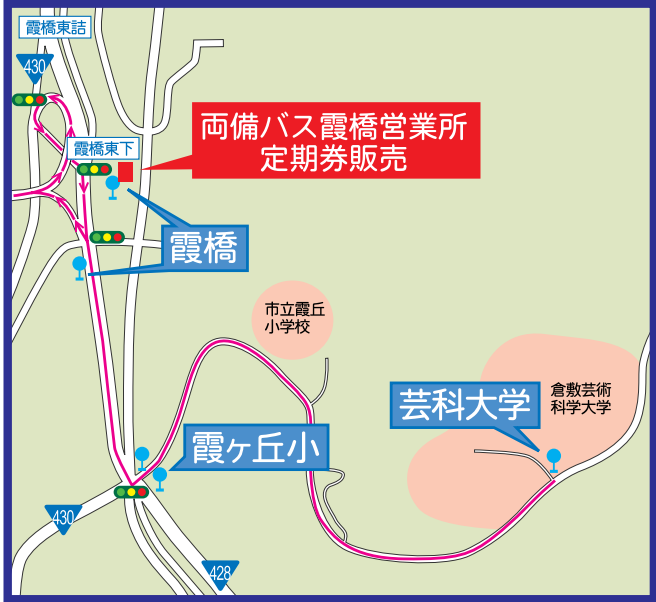 霞橋東詰
430
両備バス霞橋営業所
定期券販売
霞橋東下
霞橋
市立霞丘
小学校
芸科大学
倉敷芸術
科学大学
霞ヶ丘小
430
428